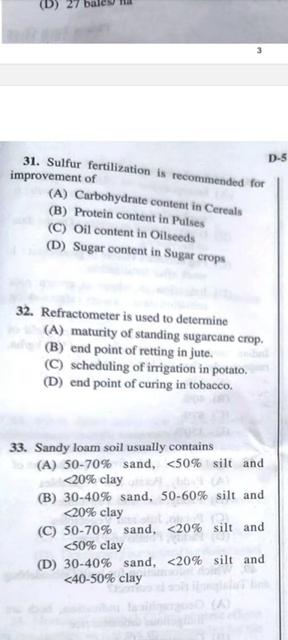 (D) 27 bales/ ha
3
D-5
31. Sulfur fertilization is recommended for
improvement of
(A) Carbohydrate content in Cereals
(B) Protein content in Pulses
(C) Oil content in Oilseeds
(D) Sugar content in Sugar crops
32. Refractometer is used to determine
(A) maturity of standing sugarcane crop.
(B) end point of retting in jute.
(C) scheduling of irrigation in potato.
(D) end point of curing in tobacco.
33. Sandy loam soil usually contains
(A) 50-70% sand, <50% silt and
<20% clay
(B) 30-40% sand, 50-60% silt and
<20% clay
(C) 50-70% sand, <20% silt and
<50% clay
(D) 30-40% sand, <20% silt and
<40-50% clay